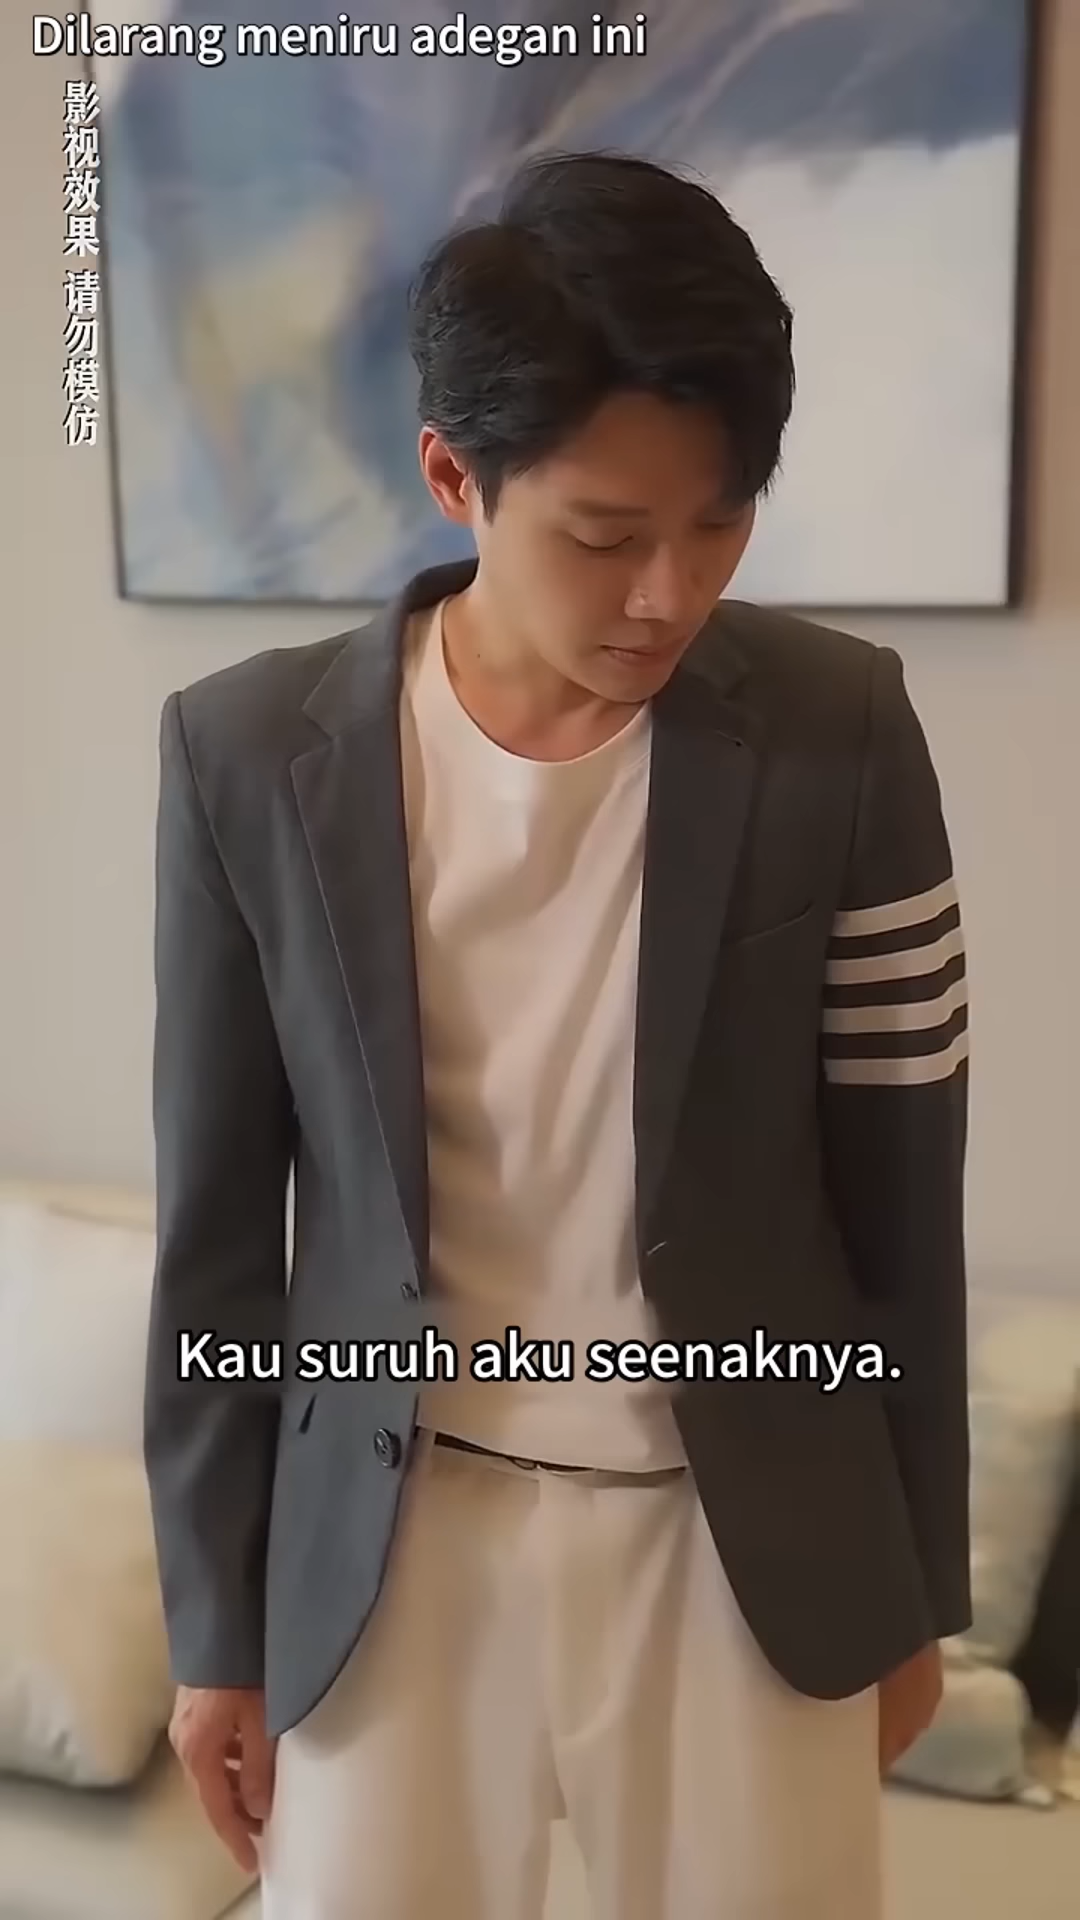 Dilarang meniru adegan ini
影视效果 请勿模仿
Kau suruh aku seenaknya.